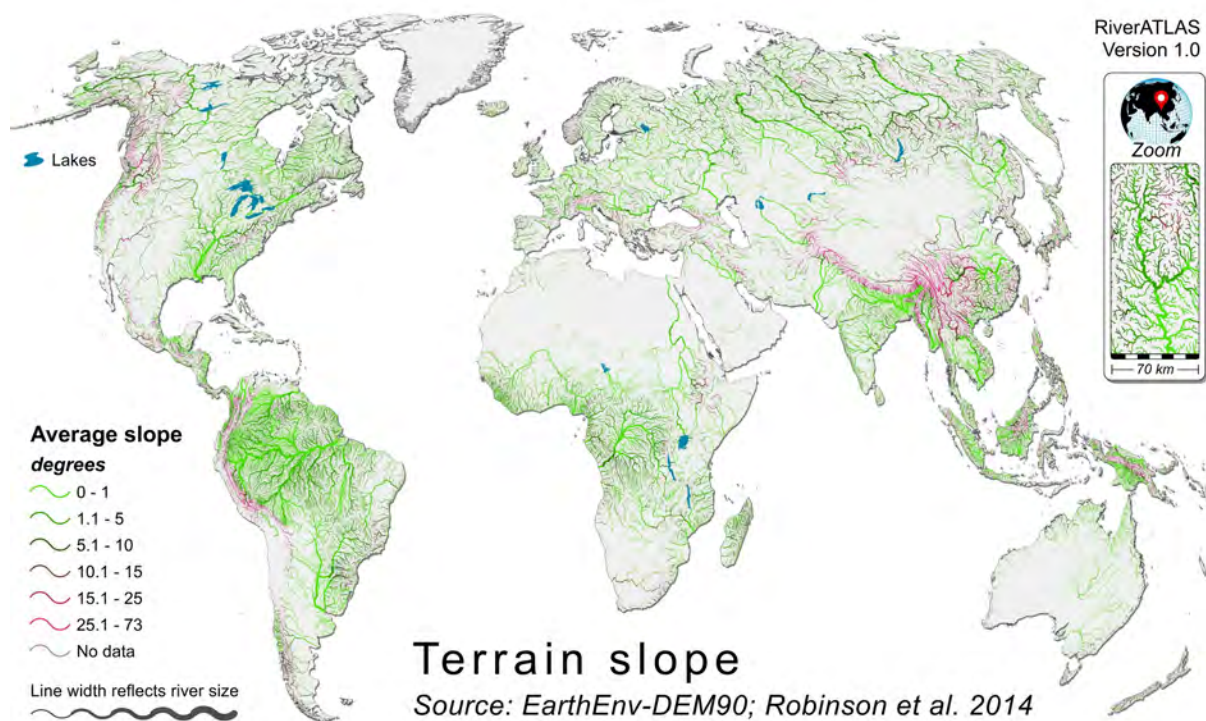 RiverATLAS
Version 1.0
Zoom
70 km
Lakes
Average slope
degrees
0 - 1
1.1 - 5
5.1 - 10
10.1 - 15
15.1 - 25
25.1 - 73
No data
Line width reflects river size
Terrain slope
Source: EarthEnv-DEM90; Robinson et al. 2014